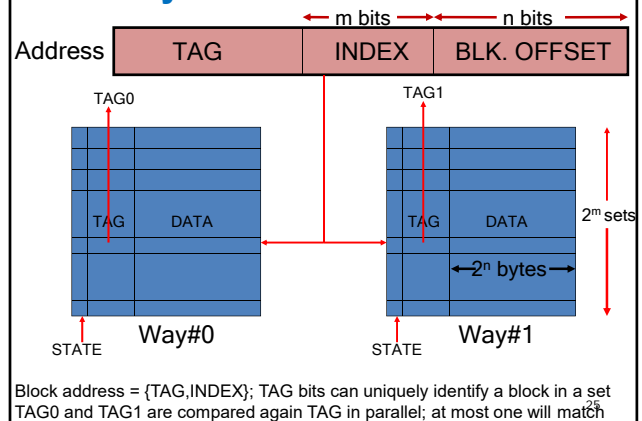 m bits n bits
Address TAG INDEX BLK. OFFSET
TAG0 TAG1
TAG DATA TAG DATA 2m sets
2n bytes
Way#0 Way#1
STATE STATE
Block address = {TAG,INDEX}; TAG bits can uniquely identify a block in a set
TAG0 and TAG1 are compared again TAG in parallel; at most one will match
25